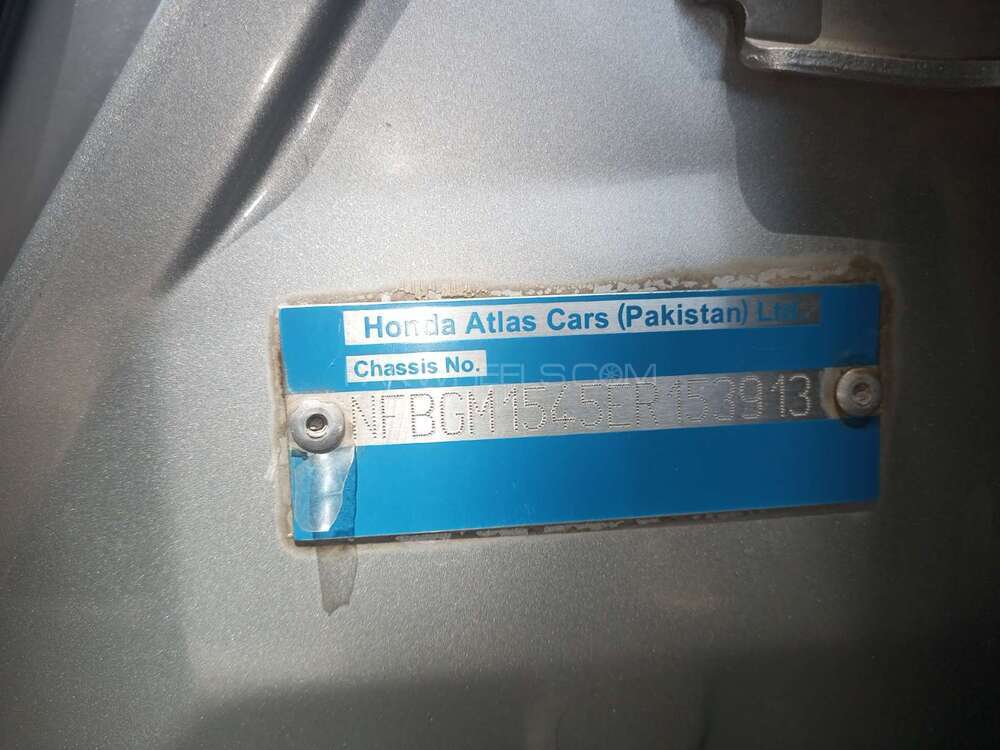 Honda Atlas Cars (Pakistan) Ltd.
Chassis No.
NFBGM1545ER153913